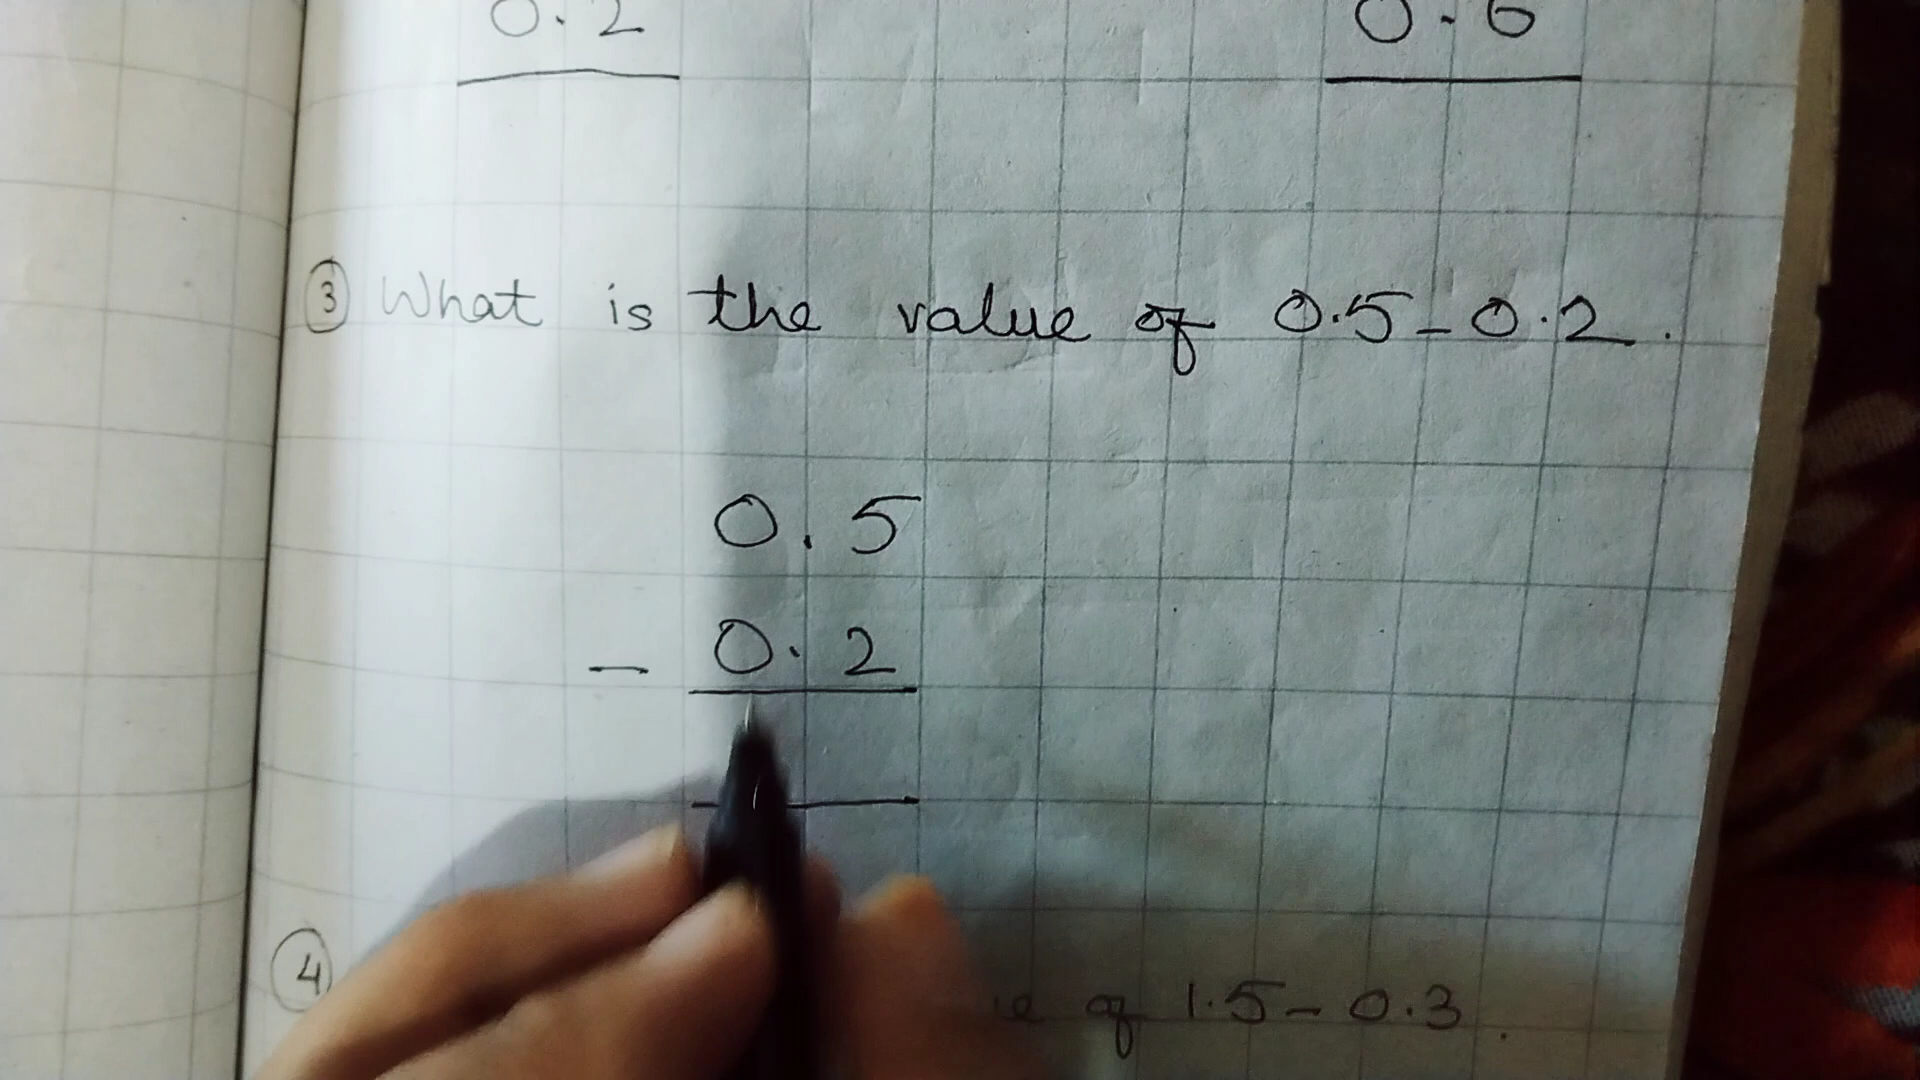 0.2 0.6
③ What is the value of 0.5 - 0.2.
0.5
- 0.2
④ of 1.5 - 0.3.